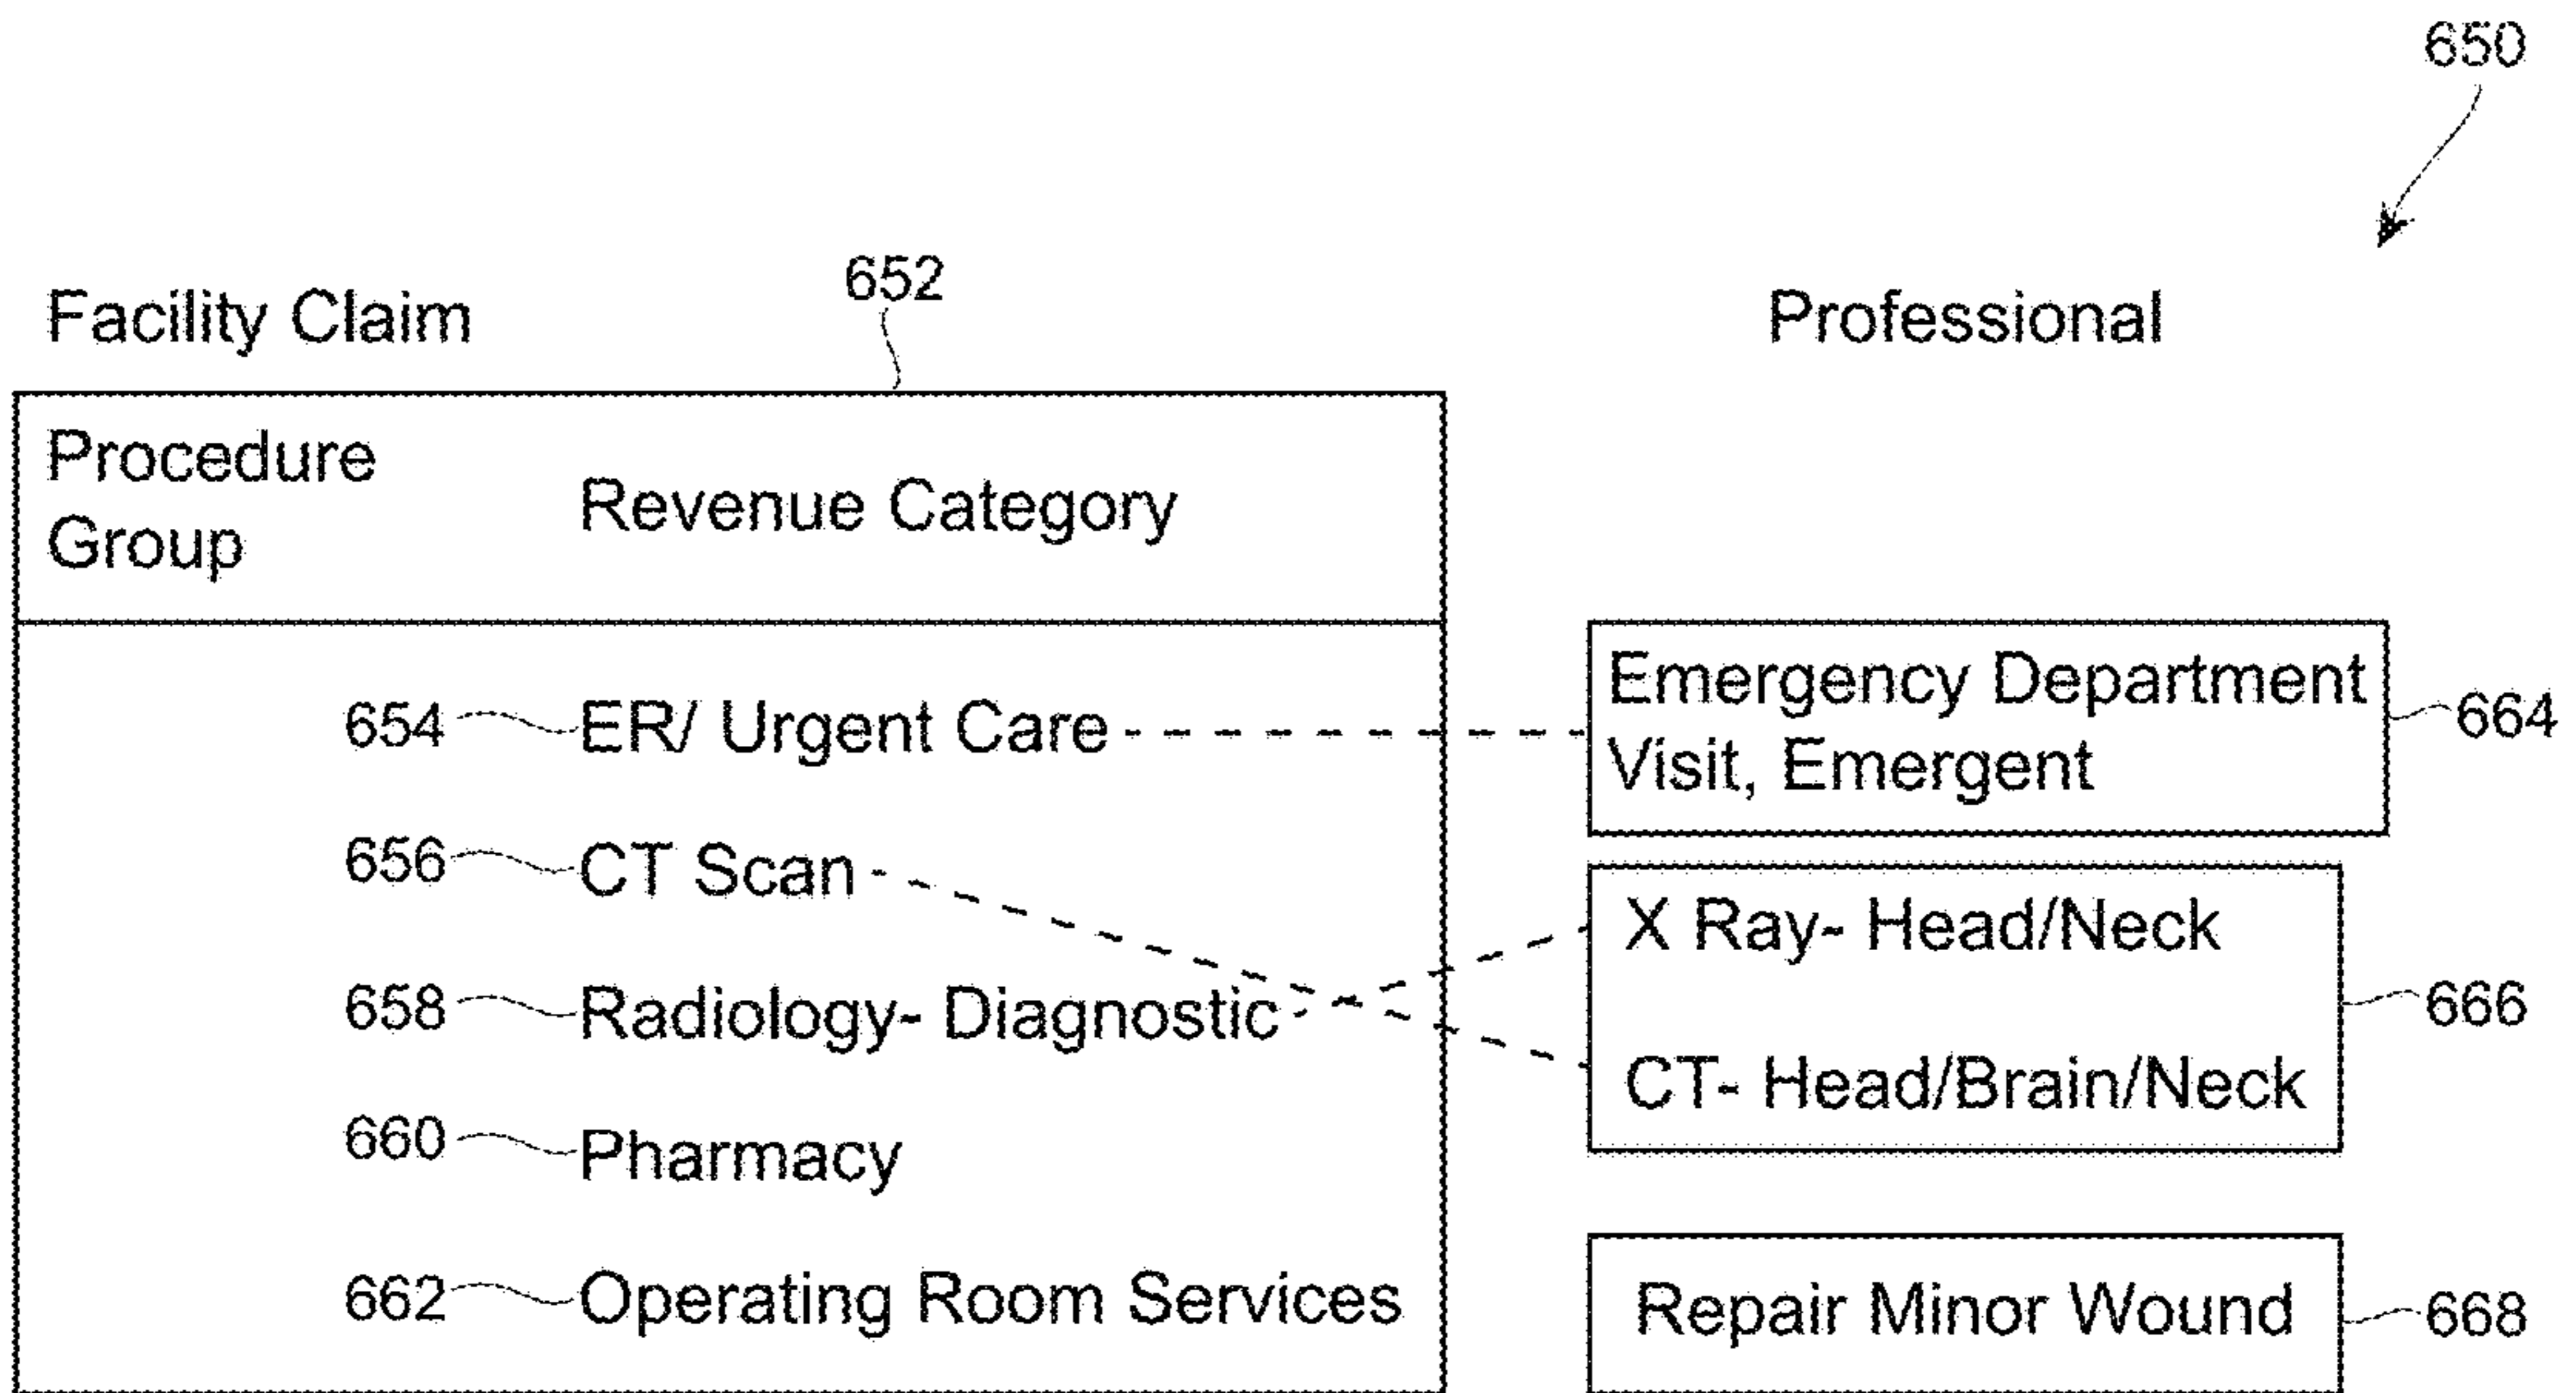 650
652
Facility Claim
Professional
Procedure
Group
Revenue Category
654 ER/ Urgent Care
656 CT Scan
658 Radiology- Diagnostic
660 Pharmacy
662 Operating Room Services
Emergency Department
Visit, Emergent
664
X Ray- Head/Neck
666
CT- Head/Brain/Neck
Repair Minor Wound 668